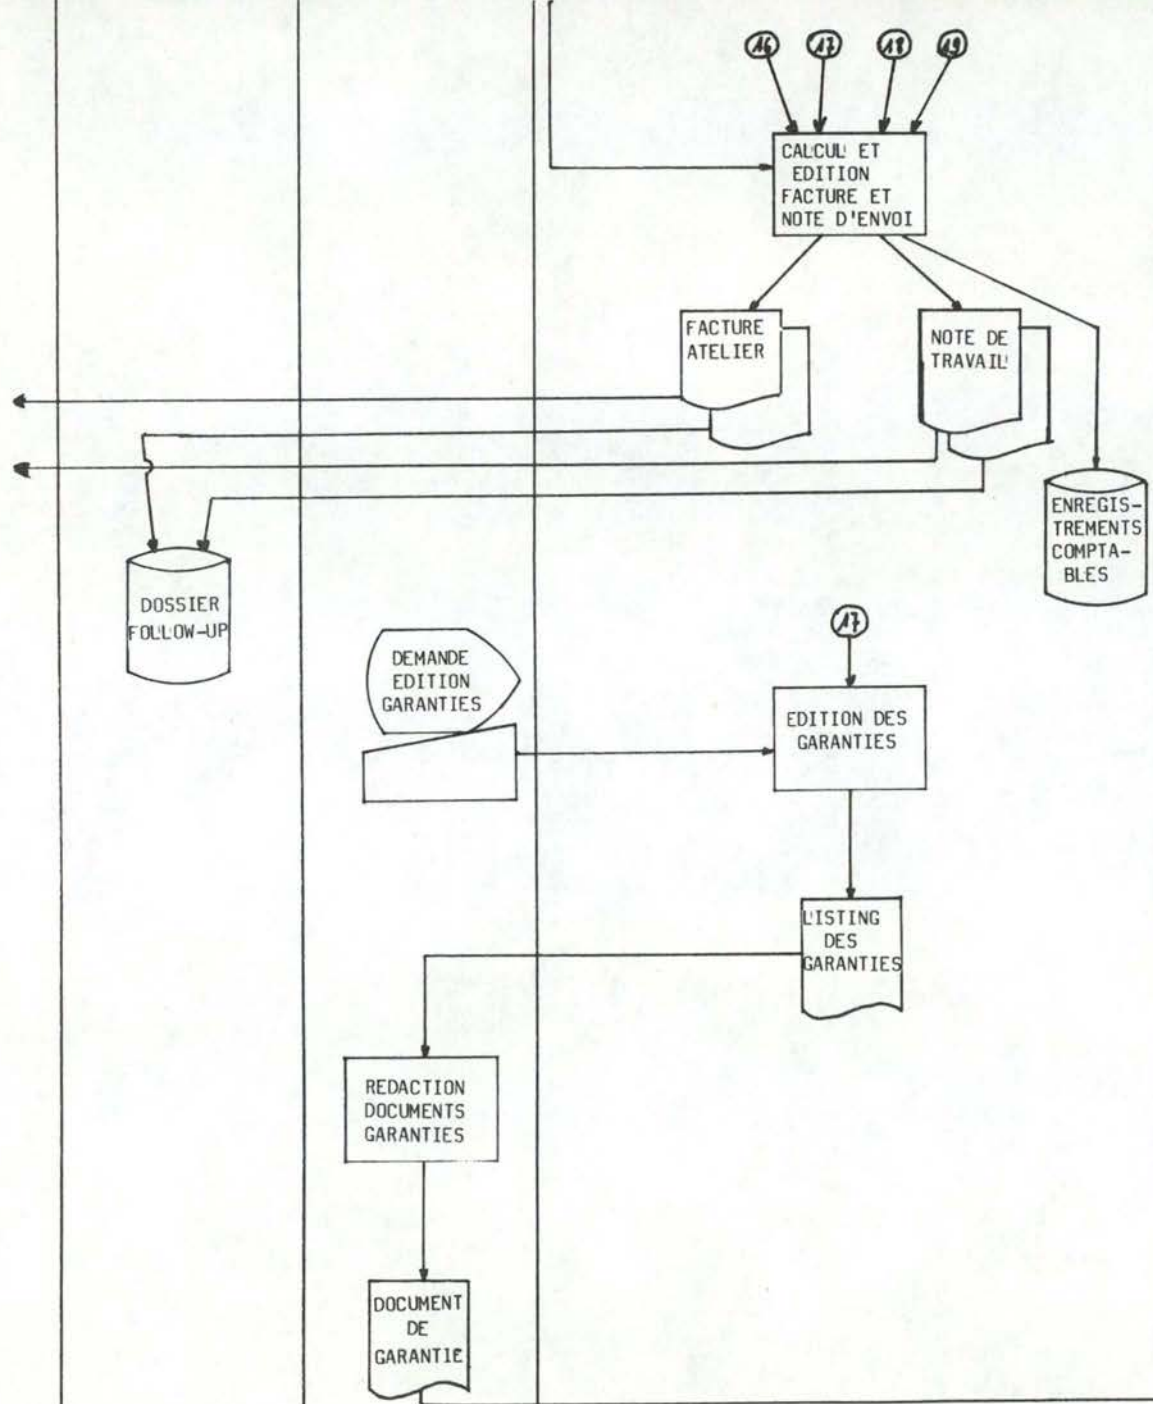 16 17 18 19
CALCUL ET
EDITION
FACTURE ET
NOTE D'ENVOI
FACTURE
ATELIER
NOTE DE
TRAVAIL
ENREGIS-
TREMENTS
COMPTA-
BLES
DOSSIER
FOLLOW-UP
DEMANDE
EDITION
GARANTIES
17
EDITION DES
GARANTIES
LISTING
DES
GARANTIES
REDACTION
DOCUMENTS
GARANTIES
DOCUMENT
DE
GARANTIE